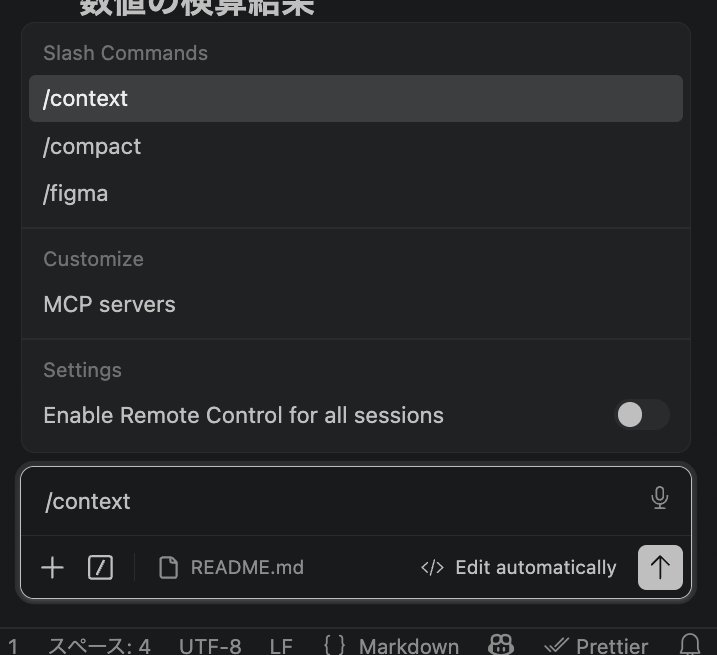 数値の検算結果
Slash Commands
/context
/compact
/figma
Customize
MCP servers
Settings
Enable Remote Control for all sessions
/context
README.md
</> Edit automatically
1 スペース: 4 UTF-8 LF { } Markdown Prettier